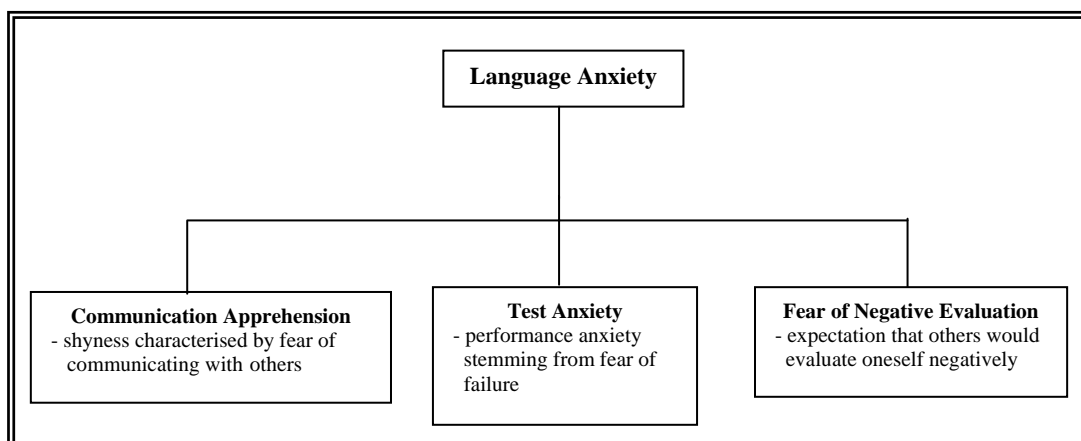 Language Anxiety
Communication Apprehension
- shyness characterised by fear of
communicating with others
Test Anxiety
- performance anxiety
stemming from fear of
failure
Fear of Negative Evaluation
- expectation that others would
evaluate oneself negatively